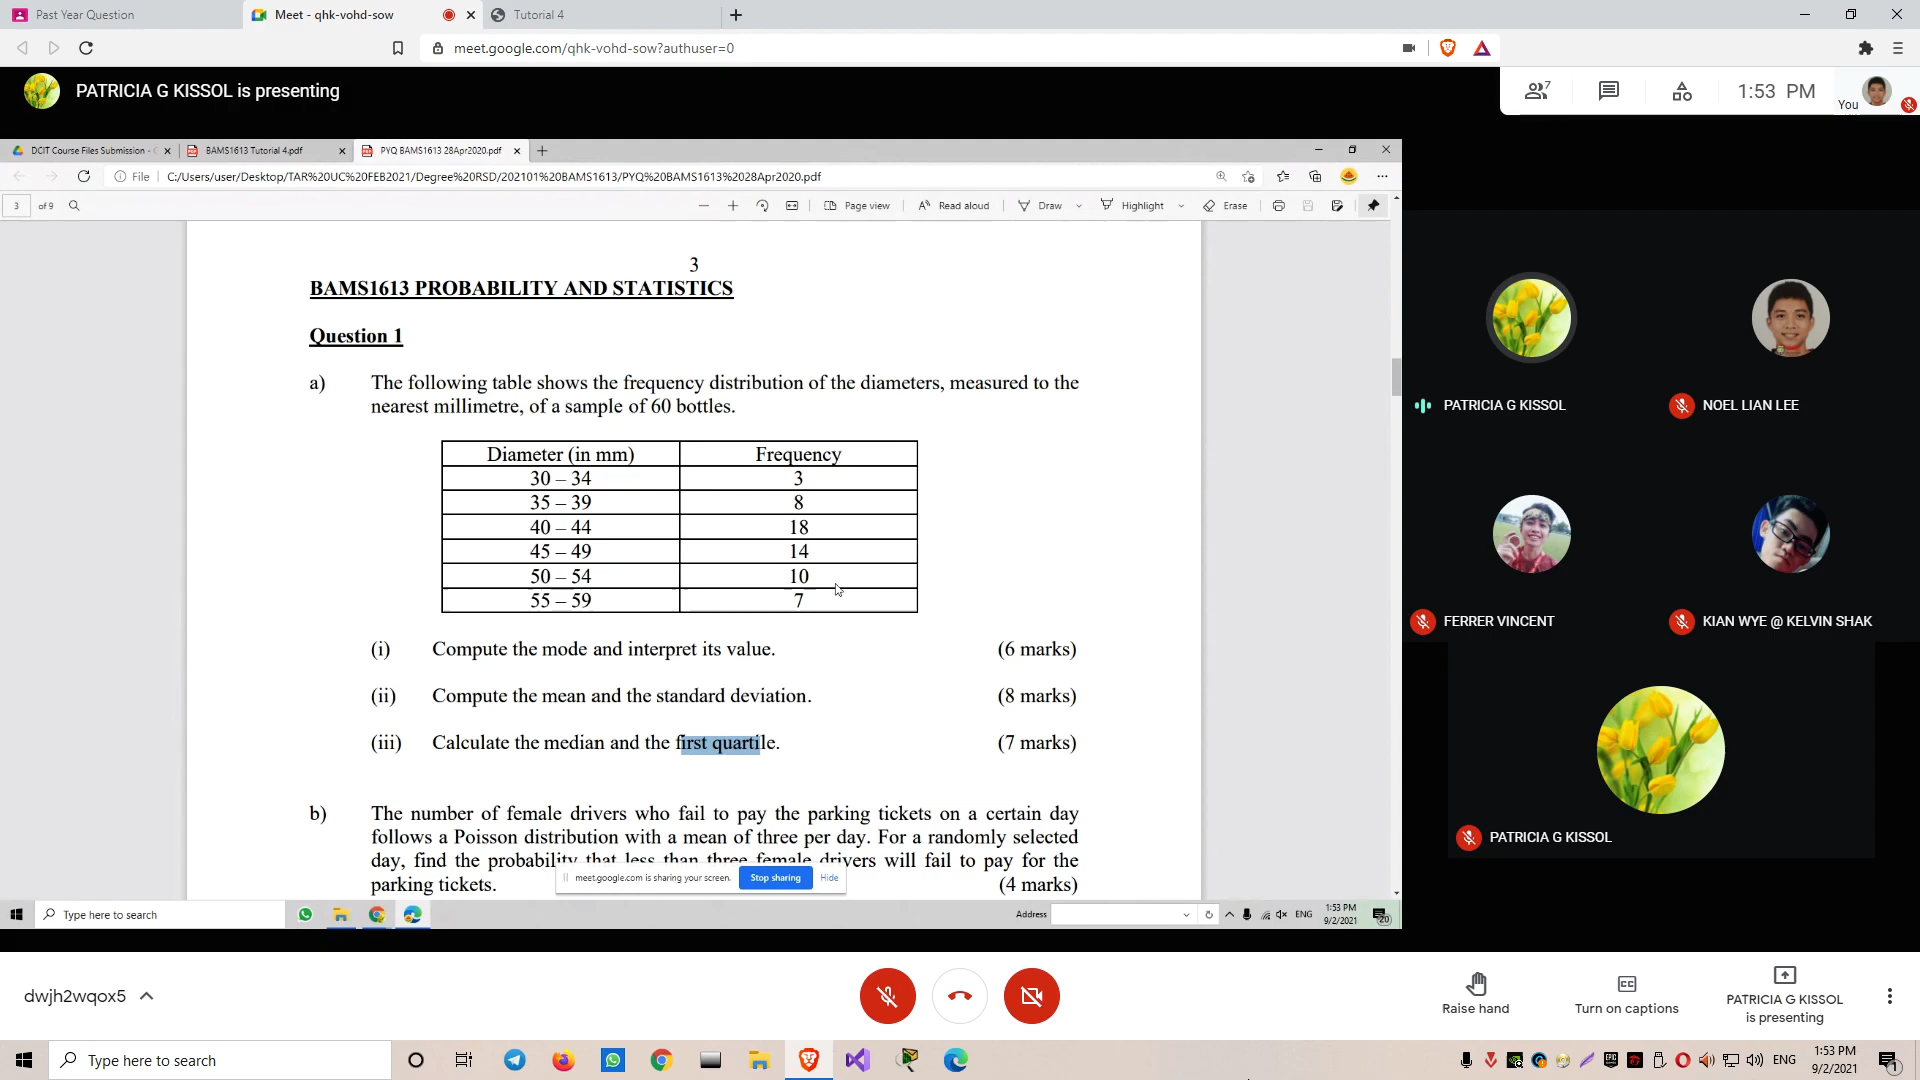 Past Year Question
Meet - qhk-vohd-sow
Tutorial 4
meet.google.com/qhk-vohd-sow?authuser=0
PATRICIA G KISSOL is presenting
7
1:53 PM
You
DCIT Course Files Submission -
BAMS1613 Tutorial 4.pdf
PYQ BAMS1613 28Apr2020.pdf
File
C:/Users/user/Desktop/TAR%20UC%20FEB2021/Degree%20RSD/202101%20BAMS1613/PYQ%20BAMS1613%2028Apr2020.pdf
3 of 9
Page view
Read aloud
Draw
Highlight
Erase
3
BAMS1613 PROBABILITY AND STATISTICS
Question 1
a) The following table shows the frequency distribution of the diameters, measured to the
nearest millimetre, of a sample of 60 bottles.
Diameter (in mm) Frequency
30 – 34 3
35 – 39 8
40 – 44 18
45 – 49 14
50 – 54 10
55 – 59 7
(i) Compute the mode and interpret its value. (6 marks)
(ii) Compute the mean and the standard deviation. (8 marks)
(iii) Calculate the median and the first quartile. (7 marks)
b) The number of female drivers who fail to pay the parking tickets on a certain day
follows a Poisson distribution with a mean of three per day. For a randomly selected
day, find the probability that less than three female drivers will fail to pay for the
parking tickets. (4 marks)
meet.google.com is sharing your screen.
Stop sharing
Hide
Type here to search
Address
ENG
1:53 PM
9/2/2021
20
PATRICIA G KISSOL
NOEL LIAN LEE
FERRER VINCENT
KIAN WYE @ KELVIN SHAK
PATRICIA G KISSOL
dwjh2wqox5
Raise hand
Turn on captions
PATRICIA G KISSOL
is presenting
Type here to search
ENG
1:53 PM
9/2/2021
1